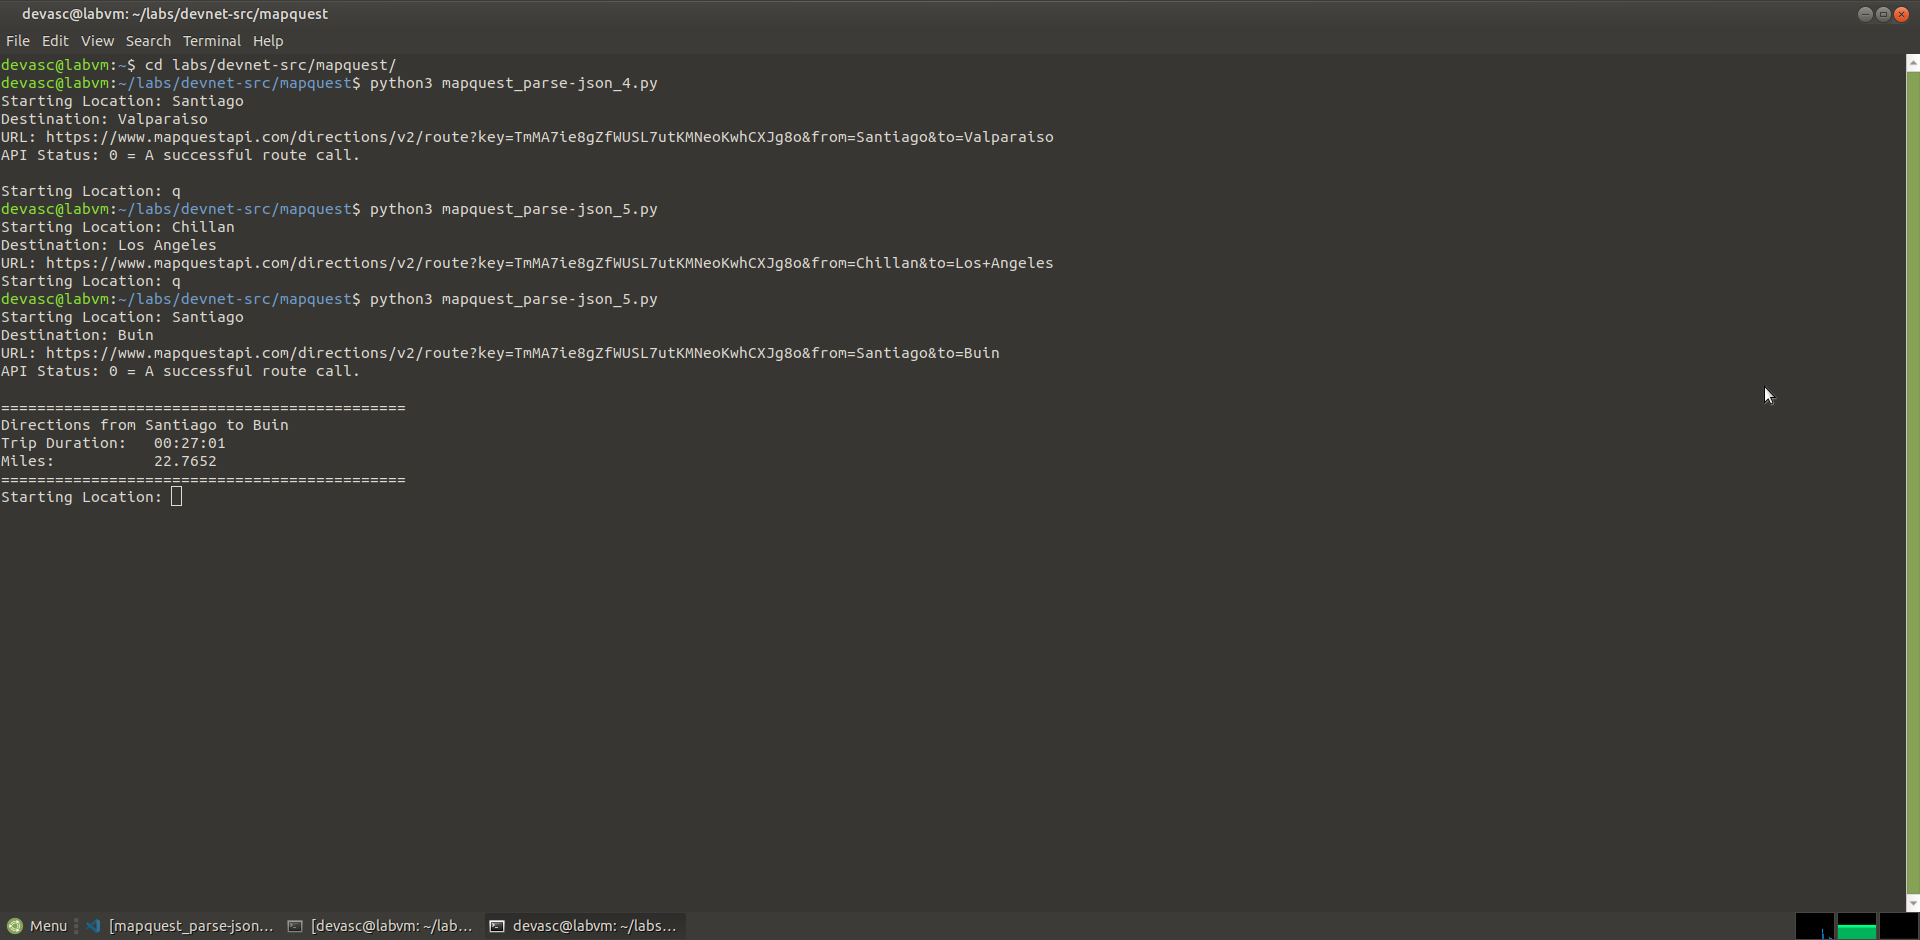 devasc@labvm: ~/labs/devnet-src/mapquest
File Edit View Search Terminal Help
devasc@labvm:~$ cd labs/devnet-src/mapquest/
devasc@labvm:~/labs/devnet-src/mapquest$ python3 mapquest_parse-json_4.py
Starting Location: Santiago
Destination: Valparaiso
URL: https://www.mapquestapi.com/directions/v2/route?key=TmMA7ie8gZfWUSL7utKMNeoKwhCXJg8o&from=Santiago&to=Valparaiso
API Status: 0 = A successful route call.
Starting Location: q
devasc@labvm:~/labs/devnet-src/mapquest$ python3 mapquest_parse-json_5.py
Starting Location: Chillan
Destination: Los Angeles
URL: https://www.mapquestapi.com/directions/v2/route?key=TmMA7ie8gZfWUSL7utKMNeoKwhCXJg8o&from=Chillan&to=Los+Angeles
Starting Location: q
devasc@labvm:~/labs/devnet-src/mapquest$ python3 mapquest_parse-json_5.py
Starting Location: Santiago
Destination: Buin
URL: https://www.mapquestapi.com/directions/v2/route?key=TmMA7ie8gZfWUSL7utKMNeoKwhCXJg8o&from=Santiago&to=Buin
API Status: 0 = A successful route call.
=============================================
Directions from Santiago to Buin
Trip Duration:   00:27:01
Miles:           22.7652
=============================================
Starting Location:
Menu [mapquest_parse-json... [devasc@labvm: ~/lab... devasc@labvm: ~/labs...